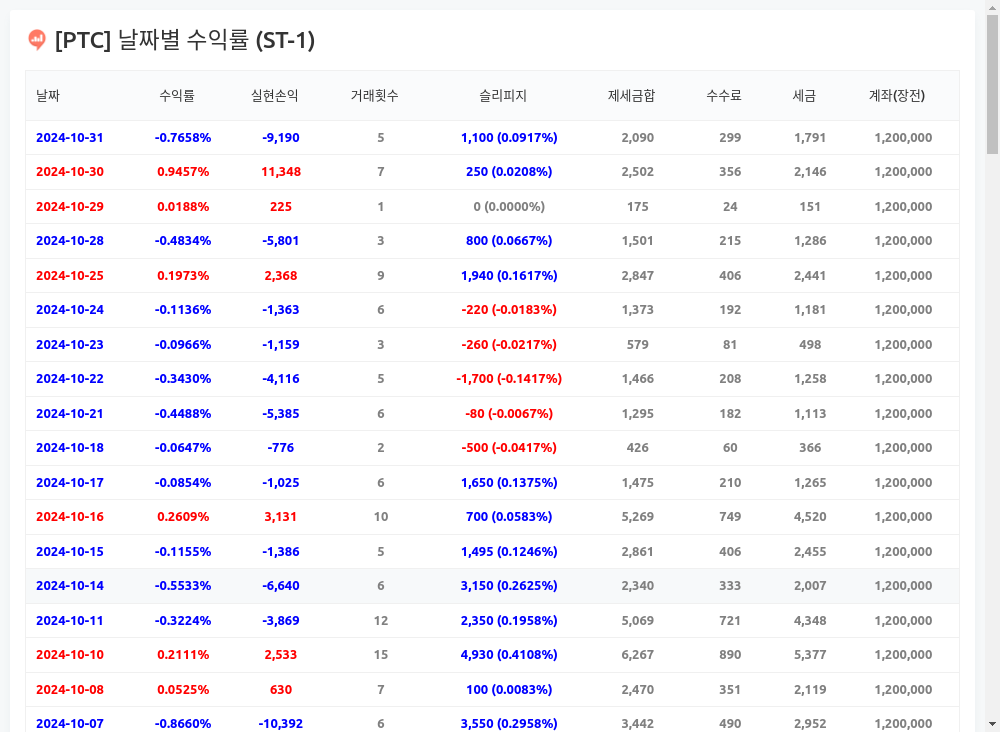 [PTC] 날짜별 수익률 (ST-1)
날짜 수익률 실현손익 거래횟수 슬리피지 제세금합 수수료 세금 계좌(장전)
2024-10-31 -0.7658% -9,190 5 1,100 (0.0917%) 2,090 299 1,791 1,200,000
2024-10-30 0.9457% 11,348 7 250 (0.0208%) 2,502 356 2,146 1,200,000
2024-10-29 0.0188% 225 1 0 (0.0000%) 175 24 151 1,200,000
2024-10-28 -0.4834% -5,801 3 800 (0.0667%) 1,501 215 1,286 1,200,000
2024-10-25 0.1973% 2,368 9 1,940 (0.1617%) 2,847 406 2,441 1,200,000
2024-10-24 -0.1136% -1,363 6 -220 (-0.0183%) 1,373 192 1,181 1,200,000
2024-10-23 -0.0966% -1,159 3 -260 (-0.0217%) 579 81 498 1,200,000
2024-10-22 -0.3430% -4,116 5 -1,700 (-0.1417%) 1,466 208 1,258 1,200,000
2024-10-21 -0.4488% -5,385 6 -80 (-0.0067%) 1,295 182 1,113 1,200,000
2024-10-18 -0.0647% -776 2 -500 (-0.0417%) 426 60 366 1,200,000
2024-10-17 -0.0854% -1,025 6 1,650 (0.1375%) 1,475 210 1,265 1,200,000
2024-10-16 0.2609% 3,131 10 700 (0.0583%) 5,269 749 4,520 1,200,000
2024-10-15 -0.1155% -1,386 5 1,495 (0.1246%) 2,861 406 2,455 1,200,000
2024-10-14 -0.5533% -6,640 6 3,150 (0.2625%) 2,340 333 2,007 1,200,000
2024-10-11 -0.3224% -3,869 12 2,350 (0.1958%) 5,069 721 4,348 1,200,000
2024-10-10 0.2111% 2,533 15 4,930 (0.4108%) 6,267 890 5,377 1,200,000
2024-10-08 0.0525% 630 7 100 (0.0083%) 2,470 351 2,119 1,200,000
2024-10-07 -0.8660% -10,392 6 3,550 (0.2958%) 3,442 490 2,952 1,200,000